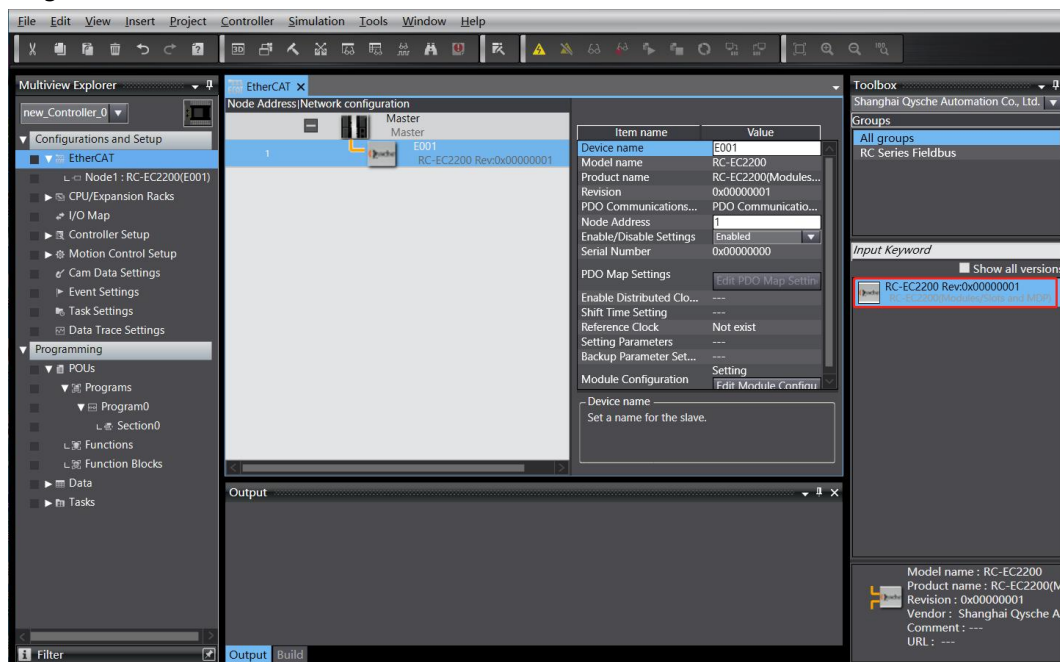 File Edit View Insert Project Controller Simulation Tools Window Help
Multiview Explorer
new_Controller_0
Configurations and Setup
EtherCAT
Node1 : RC-EC2200(E001)
CPU/Expansion Racks
I/O Map
Controller Setup
Motion Control Setup
Cam Data Settings
Event Settings
Task Settings
Data Trace Settings
Programming
POUs
Programs
Program0
Section0
Functions
Function Blocks
Data
Tasks
Filter
EtherCAT
Node Address|Network configuration
Master
Master
1
E001
RC-EC2200 Rev:0x00000001
Item name Value
Device name E001
Model name RC-EC2200
Product name RC-EC2200(Modules...
Revision 0x00000001
PDO Communications... PDO Communicatio...
Node Address 1
Enable/Disable Settings Enabled
Serial Number 0x00000000
PDO Map Settings Edit PDO Map Settin
Enable Distributed Clo... ---
Shift Time Setting ---
Reference Clock Not exist
Setting Parameters ---
Backup Parameter Set... ---
Module Configuration Setting
Edit Module Configu
Device name
Set a name for the slave.
Output
Output Build
Toolbox
Shanghai Qysche Automation Co., Ltd.
Groups
All groups
RC Series Fieldbus
Input Keyword
Show all versions
RC-EC2200 Rev:0x00000001
RC-EC2200(Modules/Slots and MDP)
Model name : RC-EC2200
Product name : RC-EC2200(M
Revision : 0x00000001
Vendor : Shanghai Qysche A
Comment : ---
URL : ---